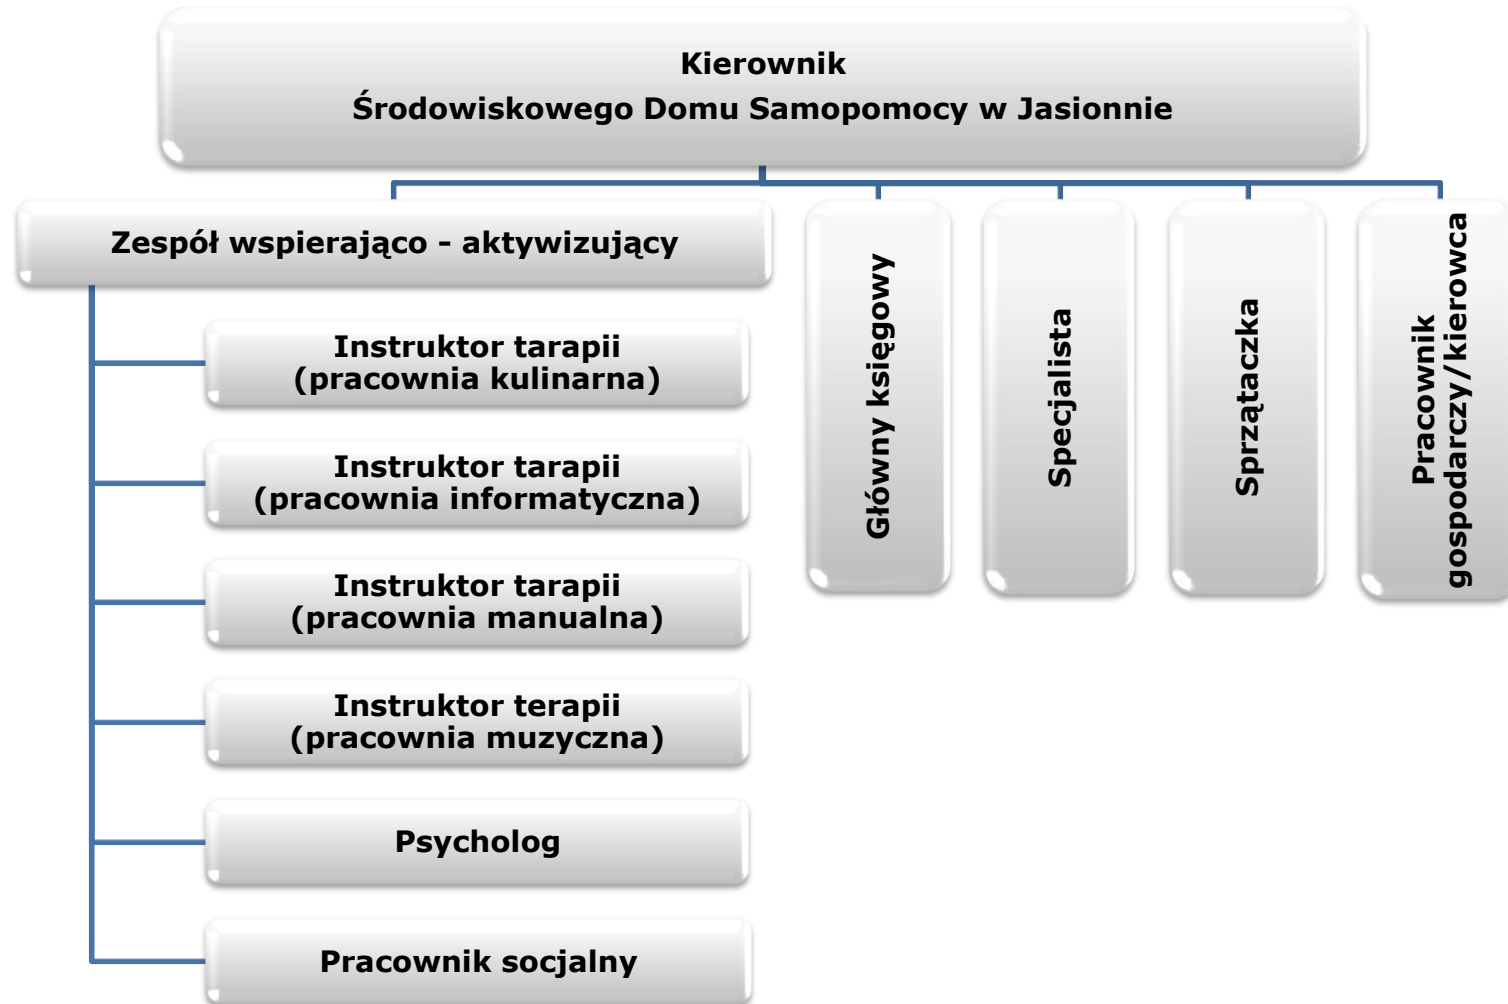 Kierownik
Środowiskowego Domu Samopomocy w Jasionnie
Zespół wspierająco - aktywizujący
Instruktor tarapii
(pracownia kulinarna)
Instruktor tarapii
(pracownia informatyczna)
Instruktor tarapii
(pracownia manualna)
Instruktor terapii
(pracownia muzyczna)
Psycholog
Pracownik socjalny
Główny księgowy
Specjalista
Sprzątaczka
Pracownik
gospodarczy/kierowca